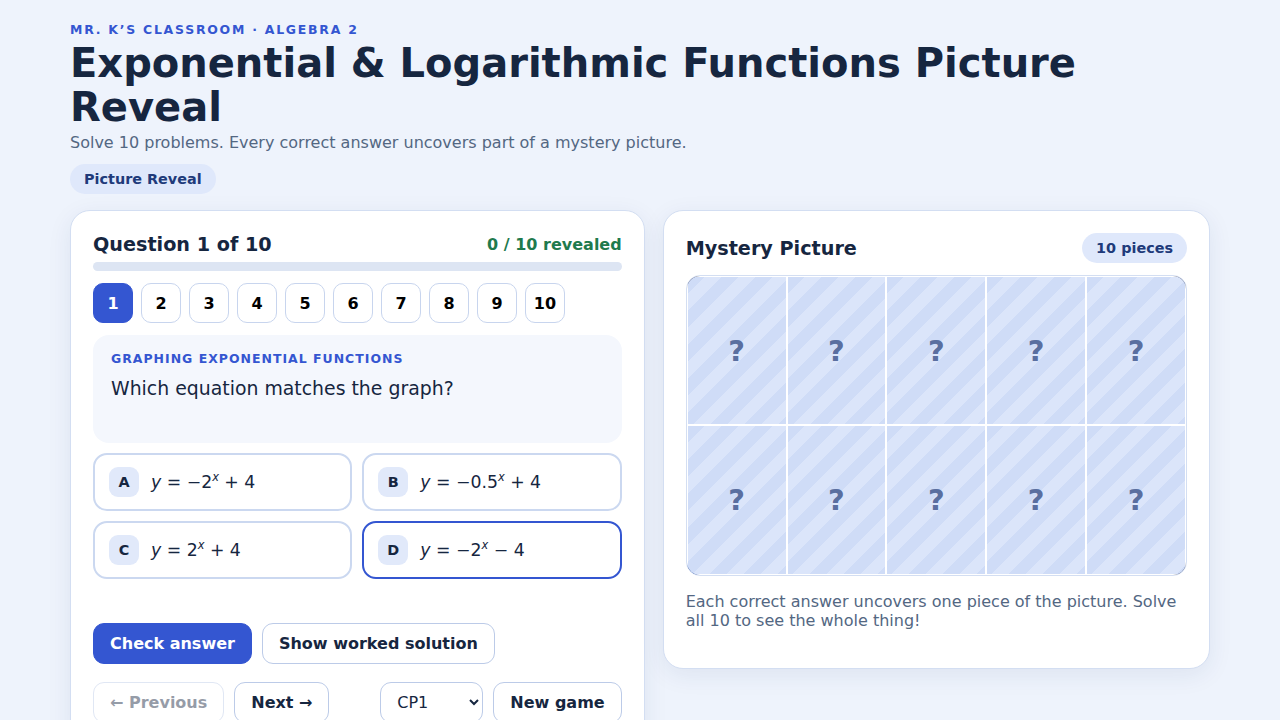 MR. K’S CLASSROOM · ALGEBRA 2
Exponential & Logarithmic Functions Picture
Reveal
Solve 10 problems. Every correct answer uncovers part of a mystery picture.
Picture Reveal
Question 1 of 10
0 / 10 revealed
1 2 3 4 5 6 7 8 9 10
GRAPHING EXPONENTIAL FUNCTIONS
Which equation matches the graph?
A y = −2^x + 4
B y = −0.5^x + 4
C y = 2^x + 4
D y = −2^x − 4
Check answer
Show worked solution
← Previous
Next →
CP1
New game
Mystery Picture
10 pieces
? ? ? ? ?
? ? ? ? ?
Each correct answer uncovers one piece of the picture. Solve
all 10 to see the whole thing!